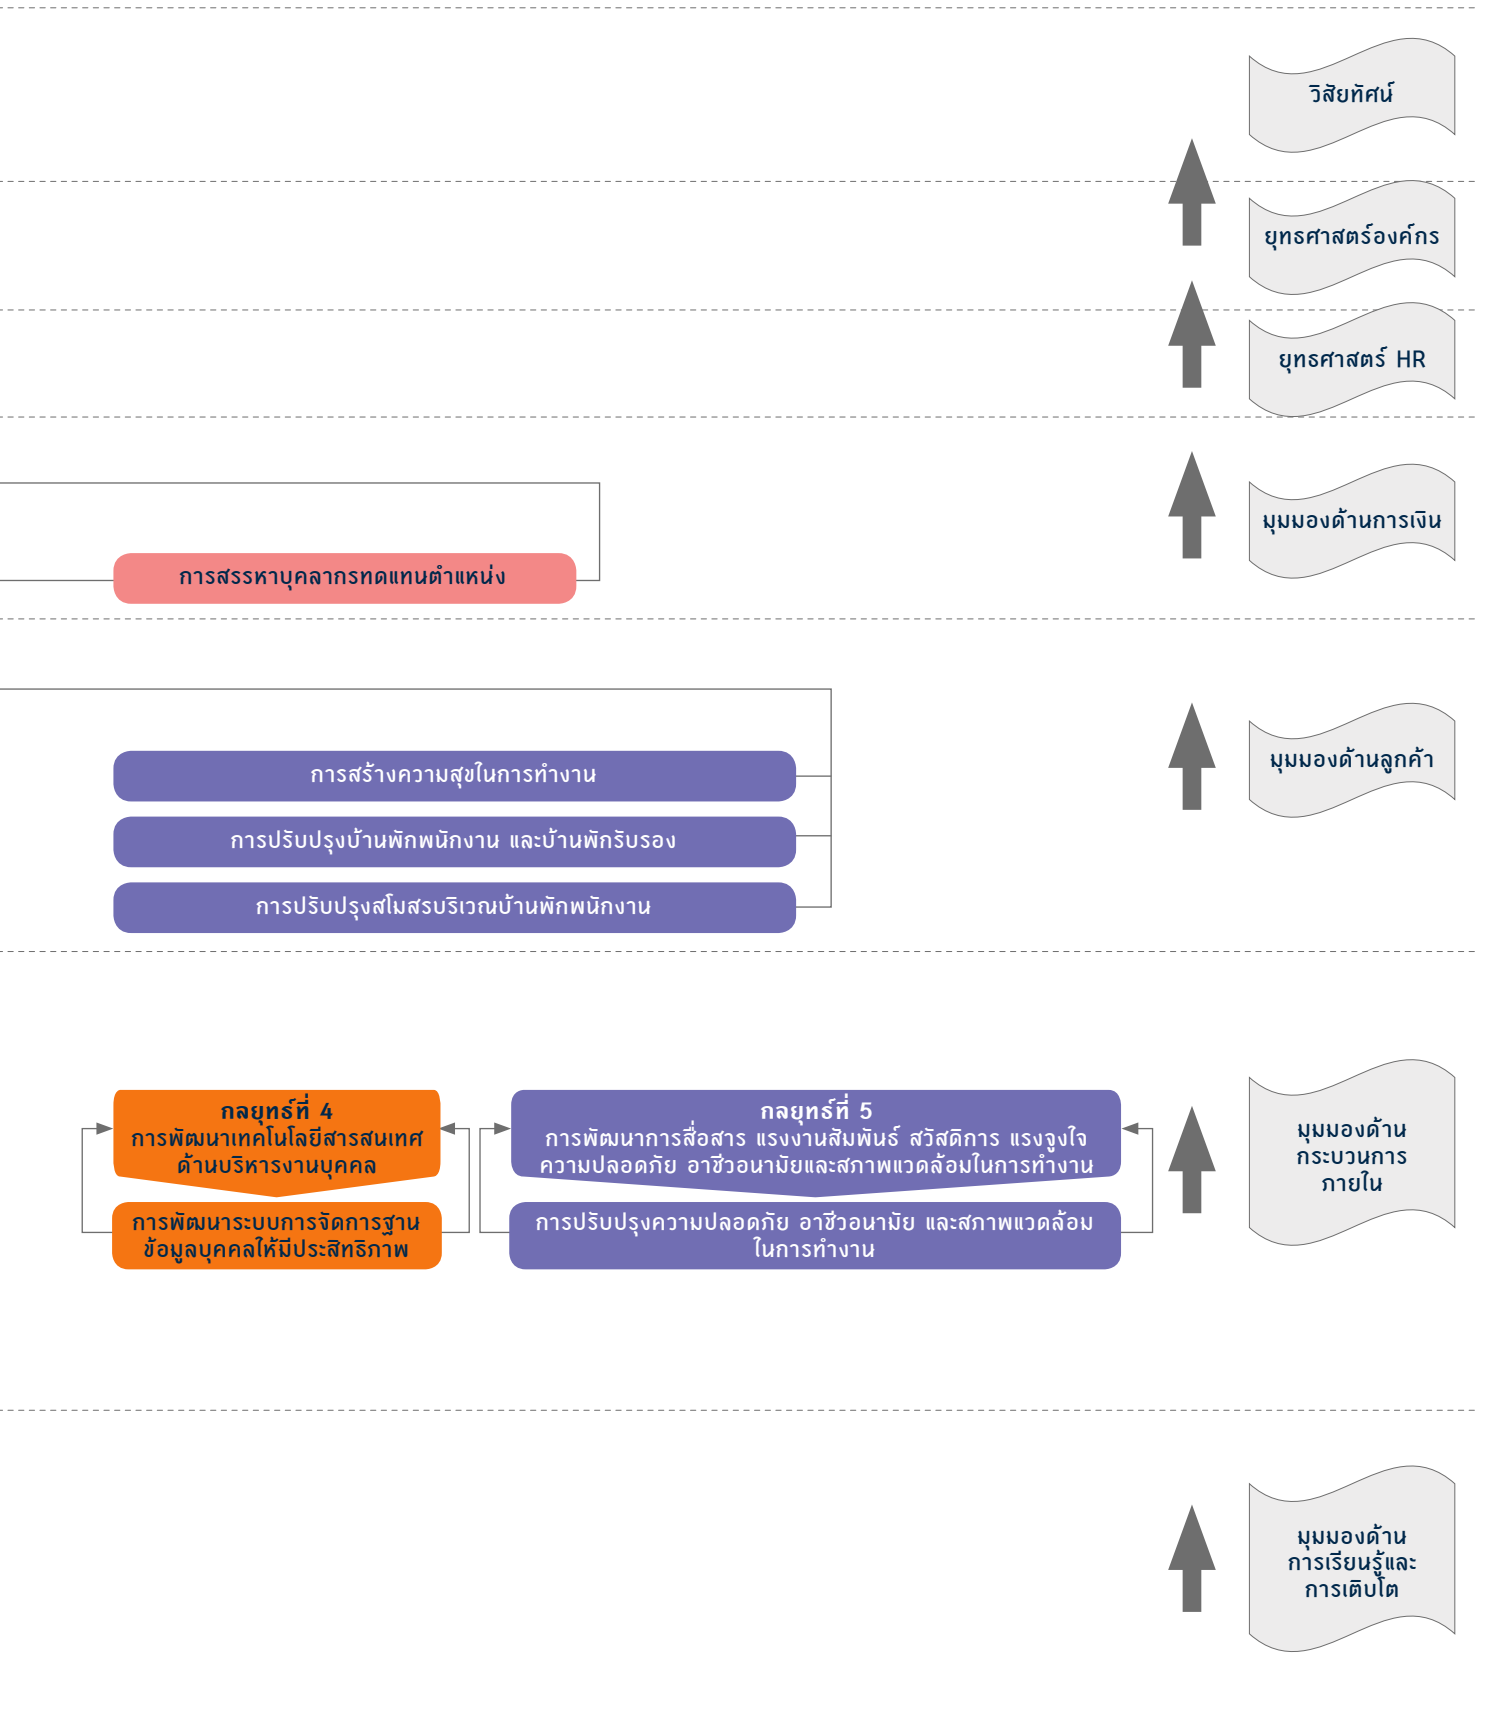 วิสัยทัศน์
ยุทธศาสตร์องค์กร
ยุทธศาสตร์ HR
มุมมองด้านการเงิน
การสรรหาบุคลากรทดแทนตำแหน่ง
มุมมองด้านลูกค้า
การสร้างความสุขในการทำงาน
การปรับปรุงบ้านพักพนักงาน และบ้านพักรับรอง
การปรับปรุงสโมสรบริเวณบ้านพักพนักงาน
กลยุทธ์ที่ 4
การพัฒนาเทคโนโลยีสารสนเทศ
ด้านบริหารงานบุคคล
การพัฒนาระบบการจัดการฐาน
ข้อมูลบุคคลให้มีประสิทธิภาพ
กลยุทธ์ที่ 5
การพัฒนาการสื่อสาร แรงงานสัมพันธ์ สวัสดิการ แรงจูงใจ
ความปลอดภัย อาชีวอนามัยและสภาพแวดล้อมในการทำงาน
การปรับปรุงความปลอดภัย อาชีวอนามัย และสภาพแวดล้อม
ในการทำงาน
มุมมองด้าน
กระบวนการ
ภายใน
มุมมองด้าน
การเรียนรู้และ
การเติบโต